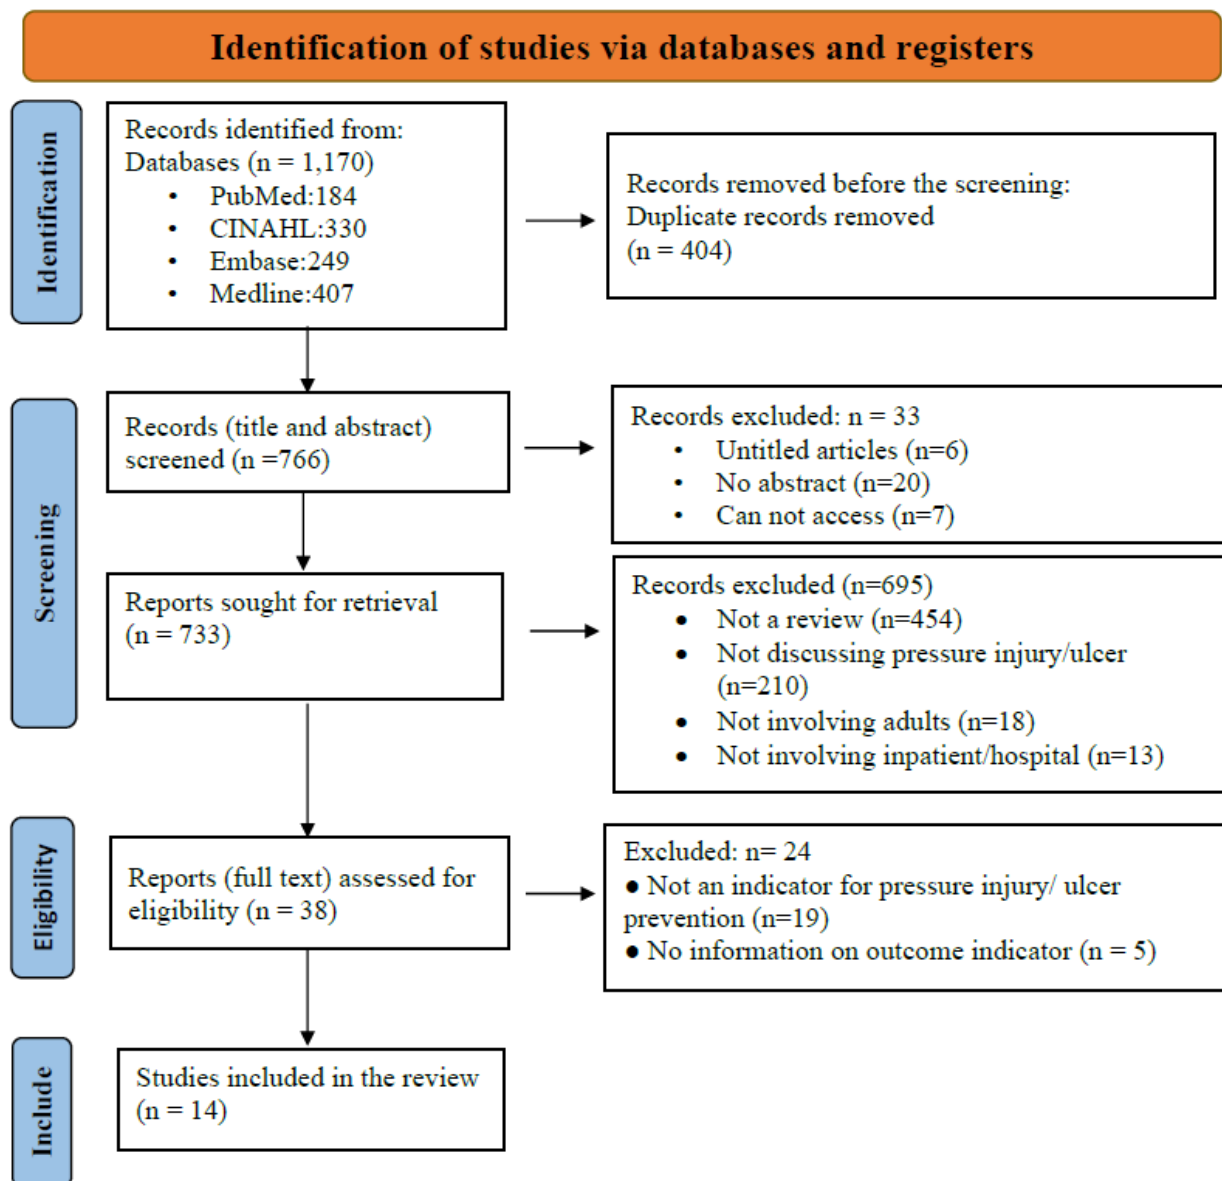 Identification of studies via databases and registers
Identification
Records identified from:
Databases (n = 1,170)
• PubMed:184
• CINAHL:330
• Embase:249
• Medline:407
Records removed before the screening:
Duplicate records removed
(n = 404)
Screening
Records (title and abstract)
screened (n =766)
Records excluded: n = 33
• Untitled articles (n=6)
• No abstract (n=20)
• Can not access (n=7)
Reports sought for retrieval
(n = 733)
Records excluded (n=695)
• Not a review (n=454)
• Not discussing pressure injury/ulcer
(n=210)
• Not involving adults (n=18)
• Not involving inpatient/hospital (n=13)
Eligibility
Reports (full text) assessed for
eligibility (n = 38)
Excluded: n= 24
● Not an indicator for pressure injury/ ulcer
prevention (n=19)
● No information on outcome indicator (n = 5)
Include
Studies included in the review
(n = 14)